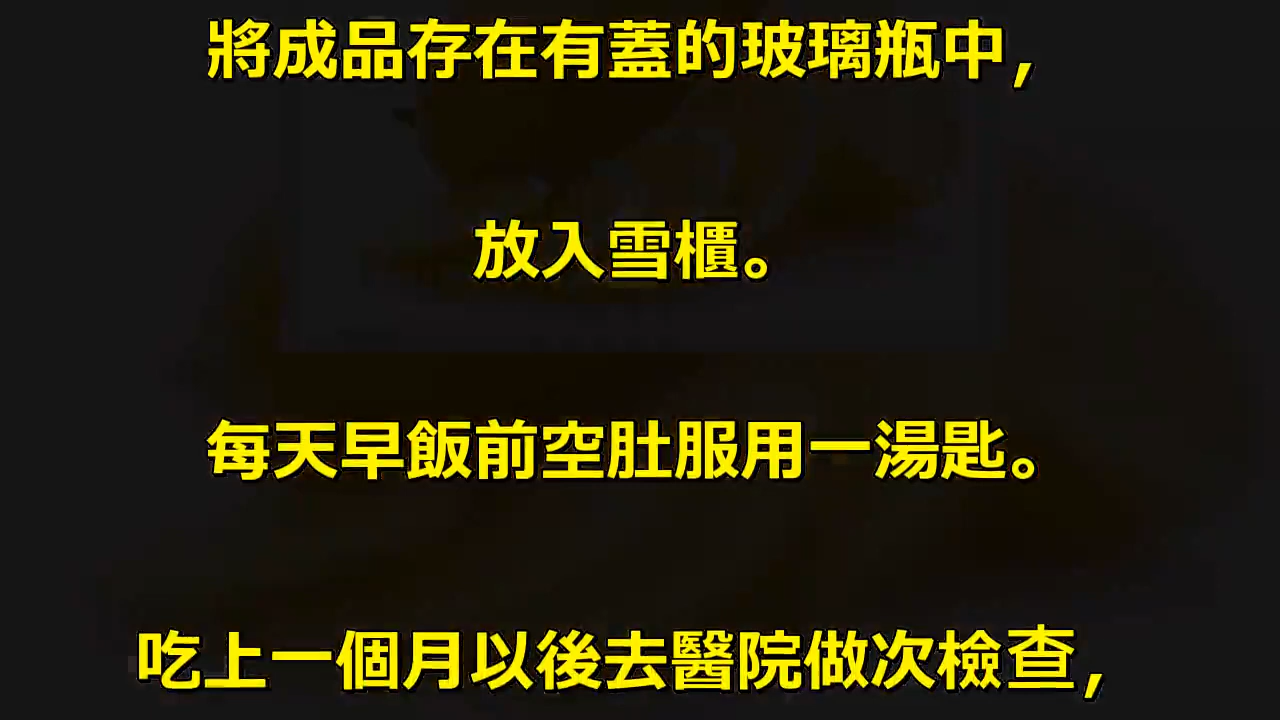 將成品存在有蓋的玻璃瓶中，
放入雪櫃。
每天早飯前空肚服用一湯匙。
吃上一個月以後去醫院做次檢查，